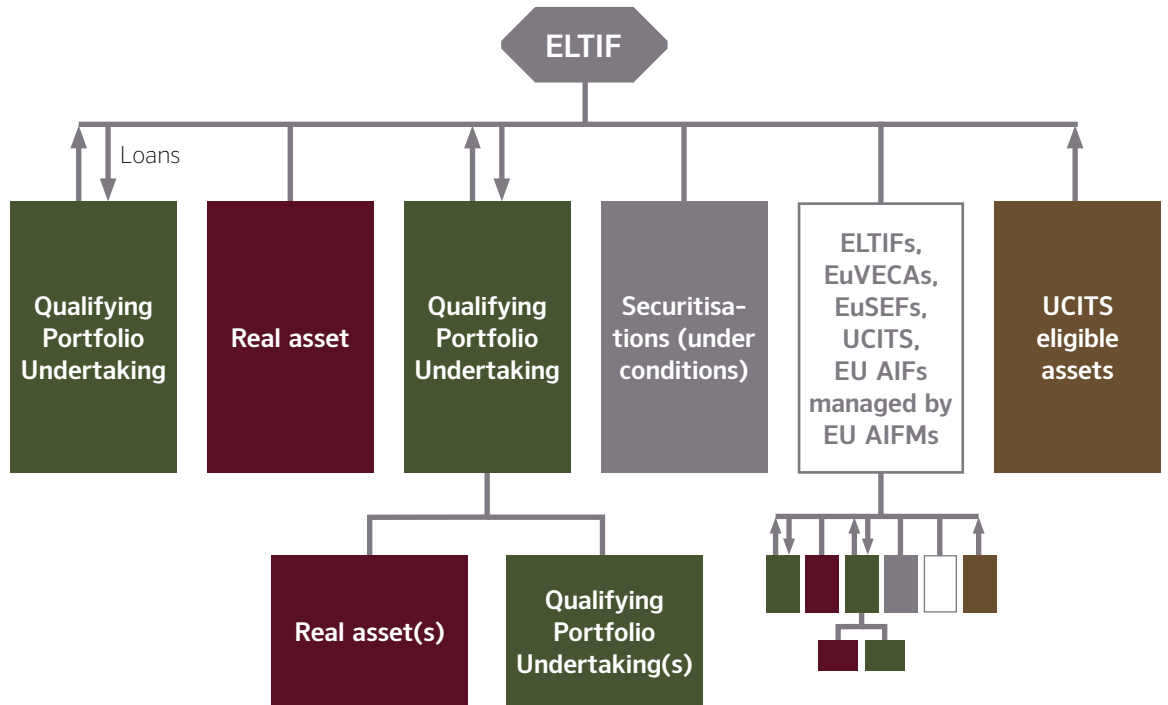 ELTIF
Loans
Qualifying
Portfolio
Undertaking
Real asset
Qualifying
Portfolio
Undertaking
Securitisa-
tions (under
conditions)
ELTIFs,
EuVECAs,
EuSEFs,
UCITS,
EU AIFs
managed by
EU AIFMs
UCITS
eligible
assets
Real asset(s)
Qualifying
Portfolio
Undertaking(s)